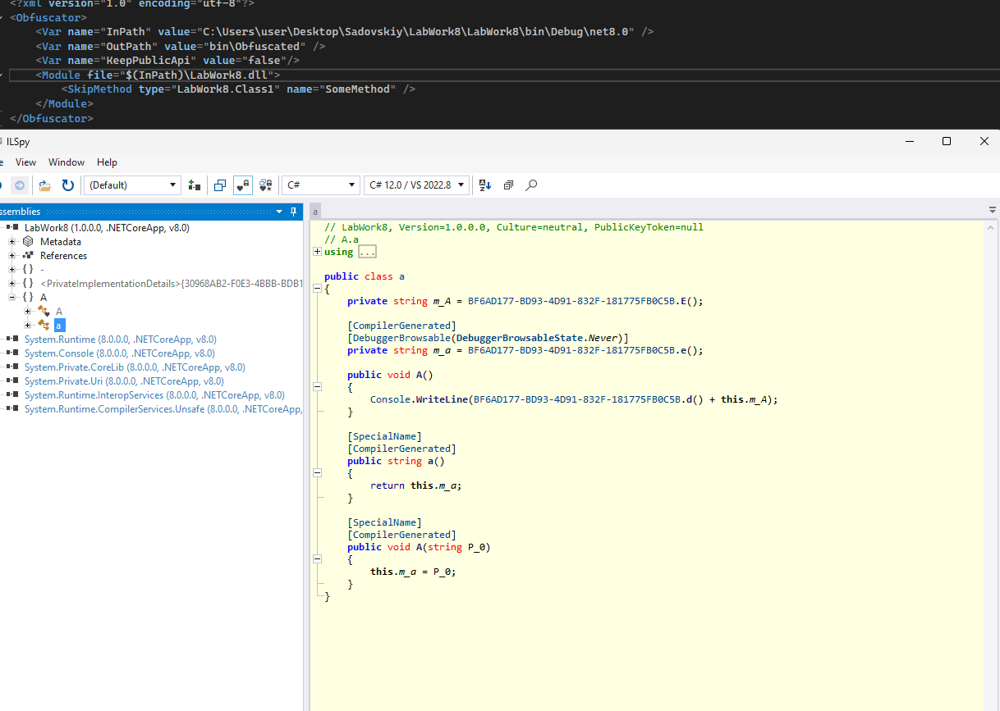 <?xml version="1.0" encoding="utf-8"?>
<Obfuscator>
<Var name="InPath" value="C:\Users\user\Desktop\Sadovskiy\LabWork8\LabWork8\bin\Debug\net8.0" />
<Var name="OutPath" value="bin\Obfuscated" />
<Var name="KeepPublicApi" value="false"/>
<Module file="$(InPath)\LabWork8.dll">
<SkipMethod type="LabWork8.Class1" name="SomeMethod" />
</Module>
</Obfuscator>
ILSpy
e View Window Help
(Default) C# C# 12.0 / VS 2022.8
ssemblies
LabWork8 (1.0.0.0, .NETCoreApp, v8.0)
Metadata
References
-
<PrivateImplementationDetails>{30968AB2-F0E3-4BBB-BDB1
A
A
a
System.Runtime (8.0.0.0, .NETCoreApp, v8.0)
System.Console (8.0.0.0, .NETCoreApp, v8.0)
System.Private.CoreLib (8.0.0.0, .NETCoreApp, v8.0)
System.Private.Uri (8.0.0.0, .NETCoreApp, v8.0)
System.Runtime.InteropServices (8.0.0.0, .NETCoreApp, v8.0)
System.Runtime.CompilerServices.Unsafe (8.0.0.0, .NETCoreApp,
a
// LabWork8, Version=1.0.0.0, Culture=neutral, PublicKeyToken=null
// A.a
using ...
public class a
{
private string m_A = BF6AD177-BD93-4D91-832F-181775FB0C5B.E();
[CompilerGenerated]
[DebuggerBrowsable(DebuggerBrowsableState.Never)]
private string m_a = BF6AD177-BD93-4D91-832F-181775FB0C5B.e();
public void A()
{
Console.WriteLine(BF6AD177-BD93-4D91-832F-181775FB0C5B.d() + this.m_A);
}
[SpecialName]
[CompilerGenerated]
public string a()
{
return this.m_a;
}
[SpecialName]
[CompilerGenerated]
public void A(string P_0)
{
this.m_a = P_0;
}
}